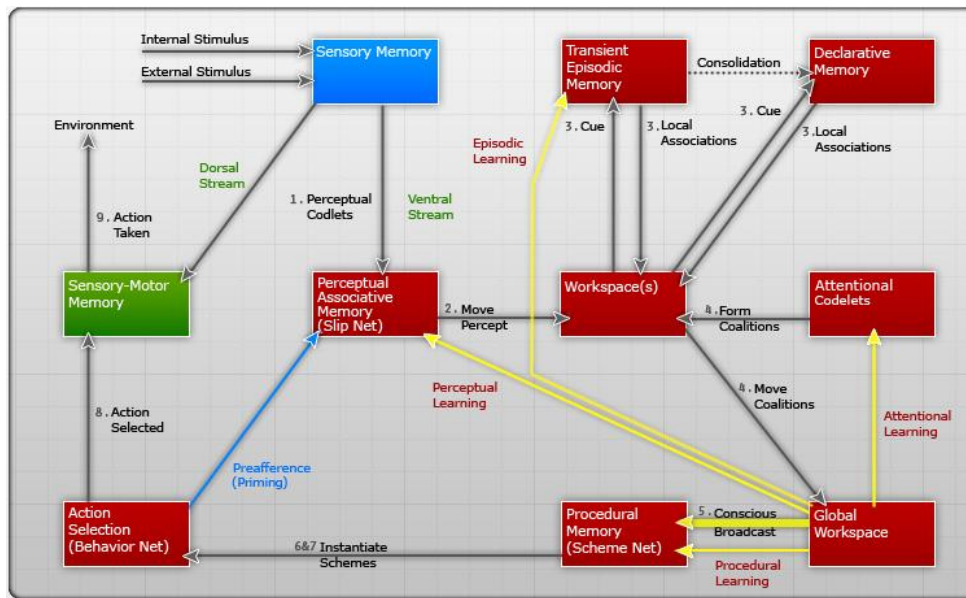 Internal Stimulus
External Stimulus
Sensory Memory
Transient
Episodic
Memory
Consolidation
Declarative
Memory
Environment
Dorsal
Stream
1. Perceptual
Codlets
Ventral
Stream
Episodic
Learning
3. Cue
3. Local
Associations
3. Cue
3. Local
Associations
9. Action
Taken
Sensory-Motor
Memory
Perceptual
Associative
Memory
(Slip Net)
2. Move
Percept
Workspace(s)
4. Form
Coalitions
Attentional
Codelets
8. Action
Selected
Preafference
(Priming)
Perceptual
Learning
4. Move
Coalitions
Attentional
Learning
Action
Selection
(Behavior Net)
6&7 Instantiate
Schemes
Procedural
Memory
(Scheme Net)
5. Conscious
Broadcast
Procedural
Learning
Global
Workspace